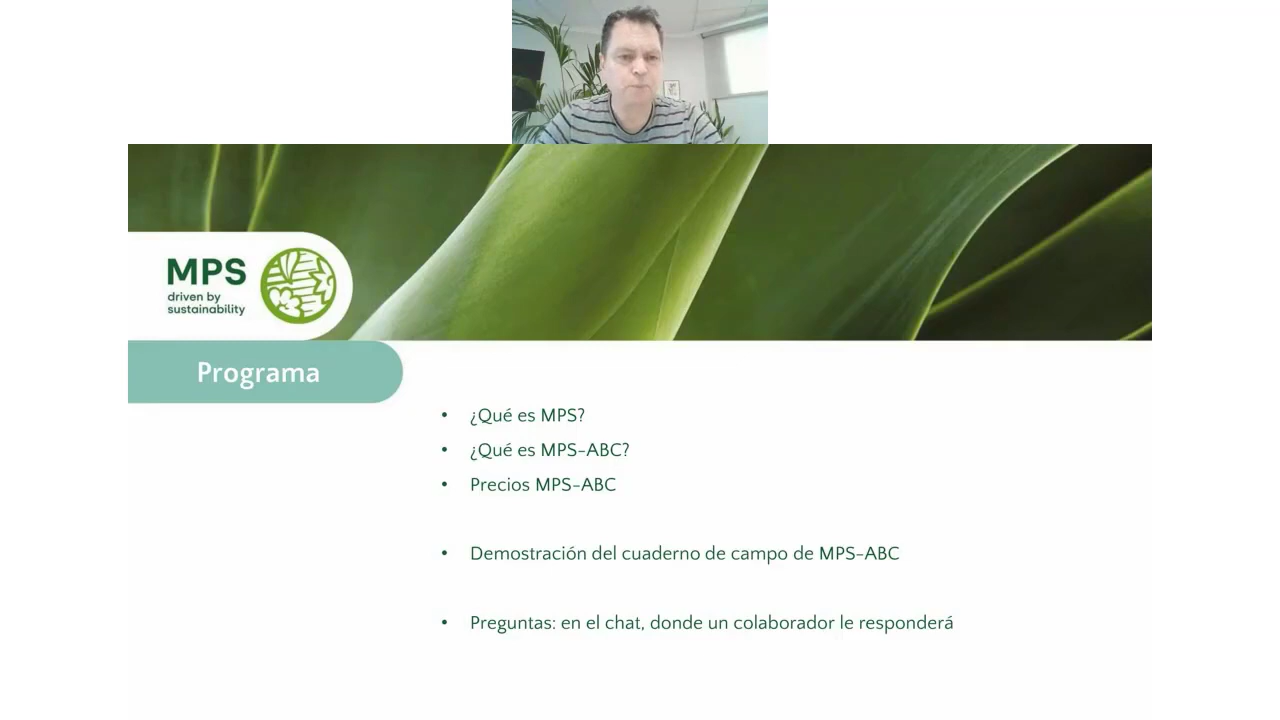 MPS
driven by
sustainability
Programa
• ¿Qué es MPS?
• ¿Qué es MPS-ABC?
• Precios MPS-ABC
• Demostración del cuaderno de campo de MPS-ABC
• Preguntas: en el chat, donde un colaborador le responderá